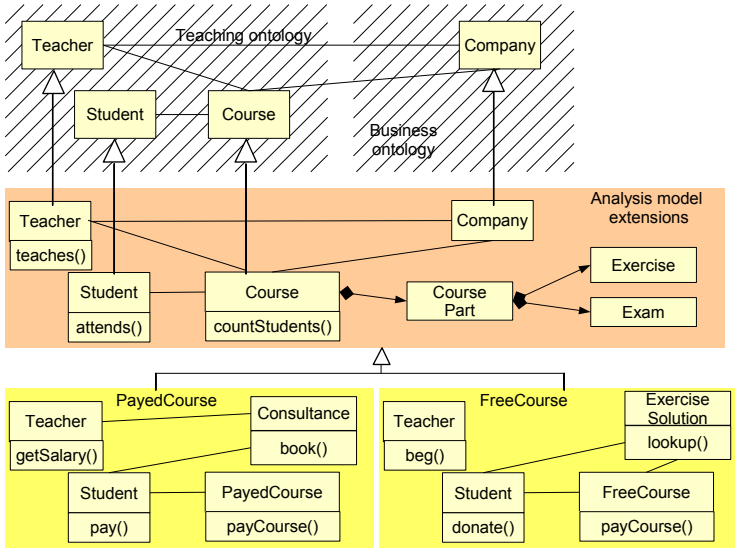 Teacher
Teaching ontology
Company
Student
Course
Business
ontology
Analysis model
extensions
Teacher
teaches()
Company
Student
attends()
Course
countStudents()
Course
Part
Exercise
Exam
PayedCourse
Teacher
getSalary()
Consultance
book()
Student
pay()
PayedCourse
payCourse()
FreeCourse
Teacher
beg()
Exercise
Solution
lookup()
Student
donate()
FreeCourse
payCourse()